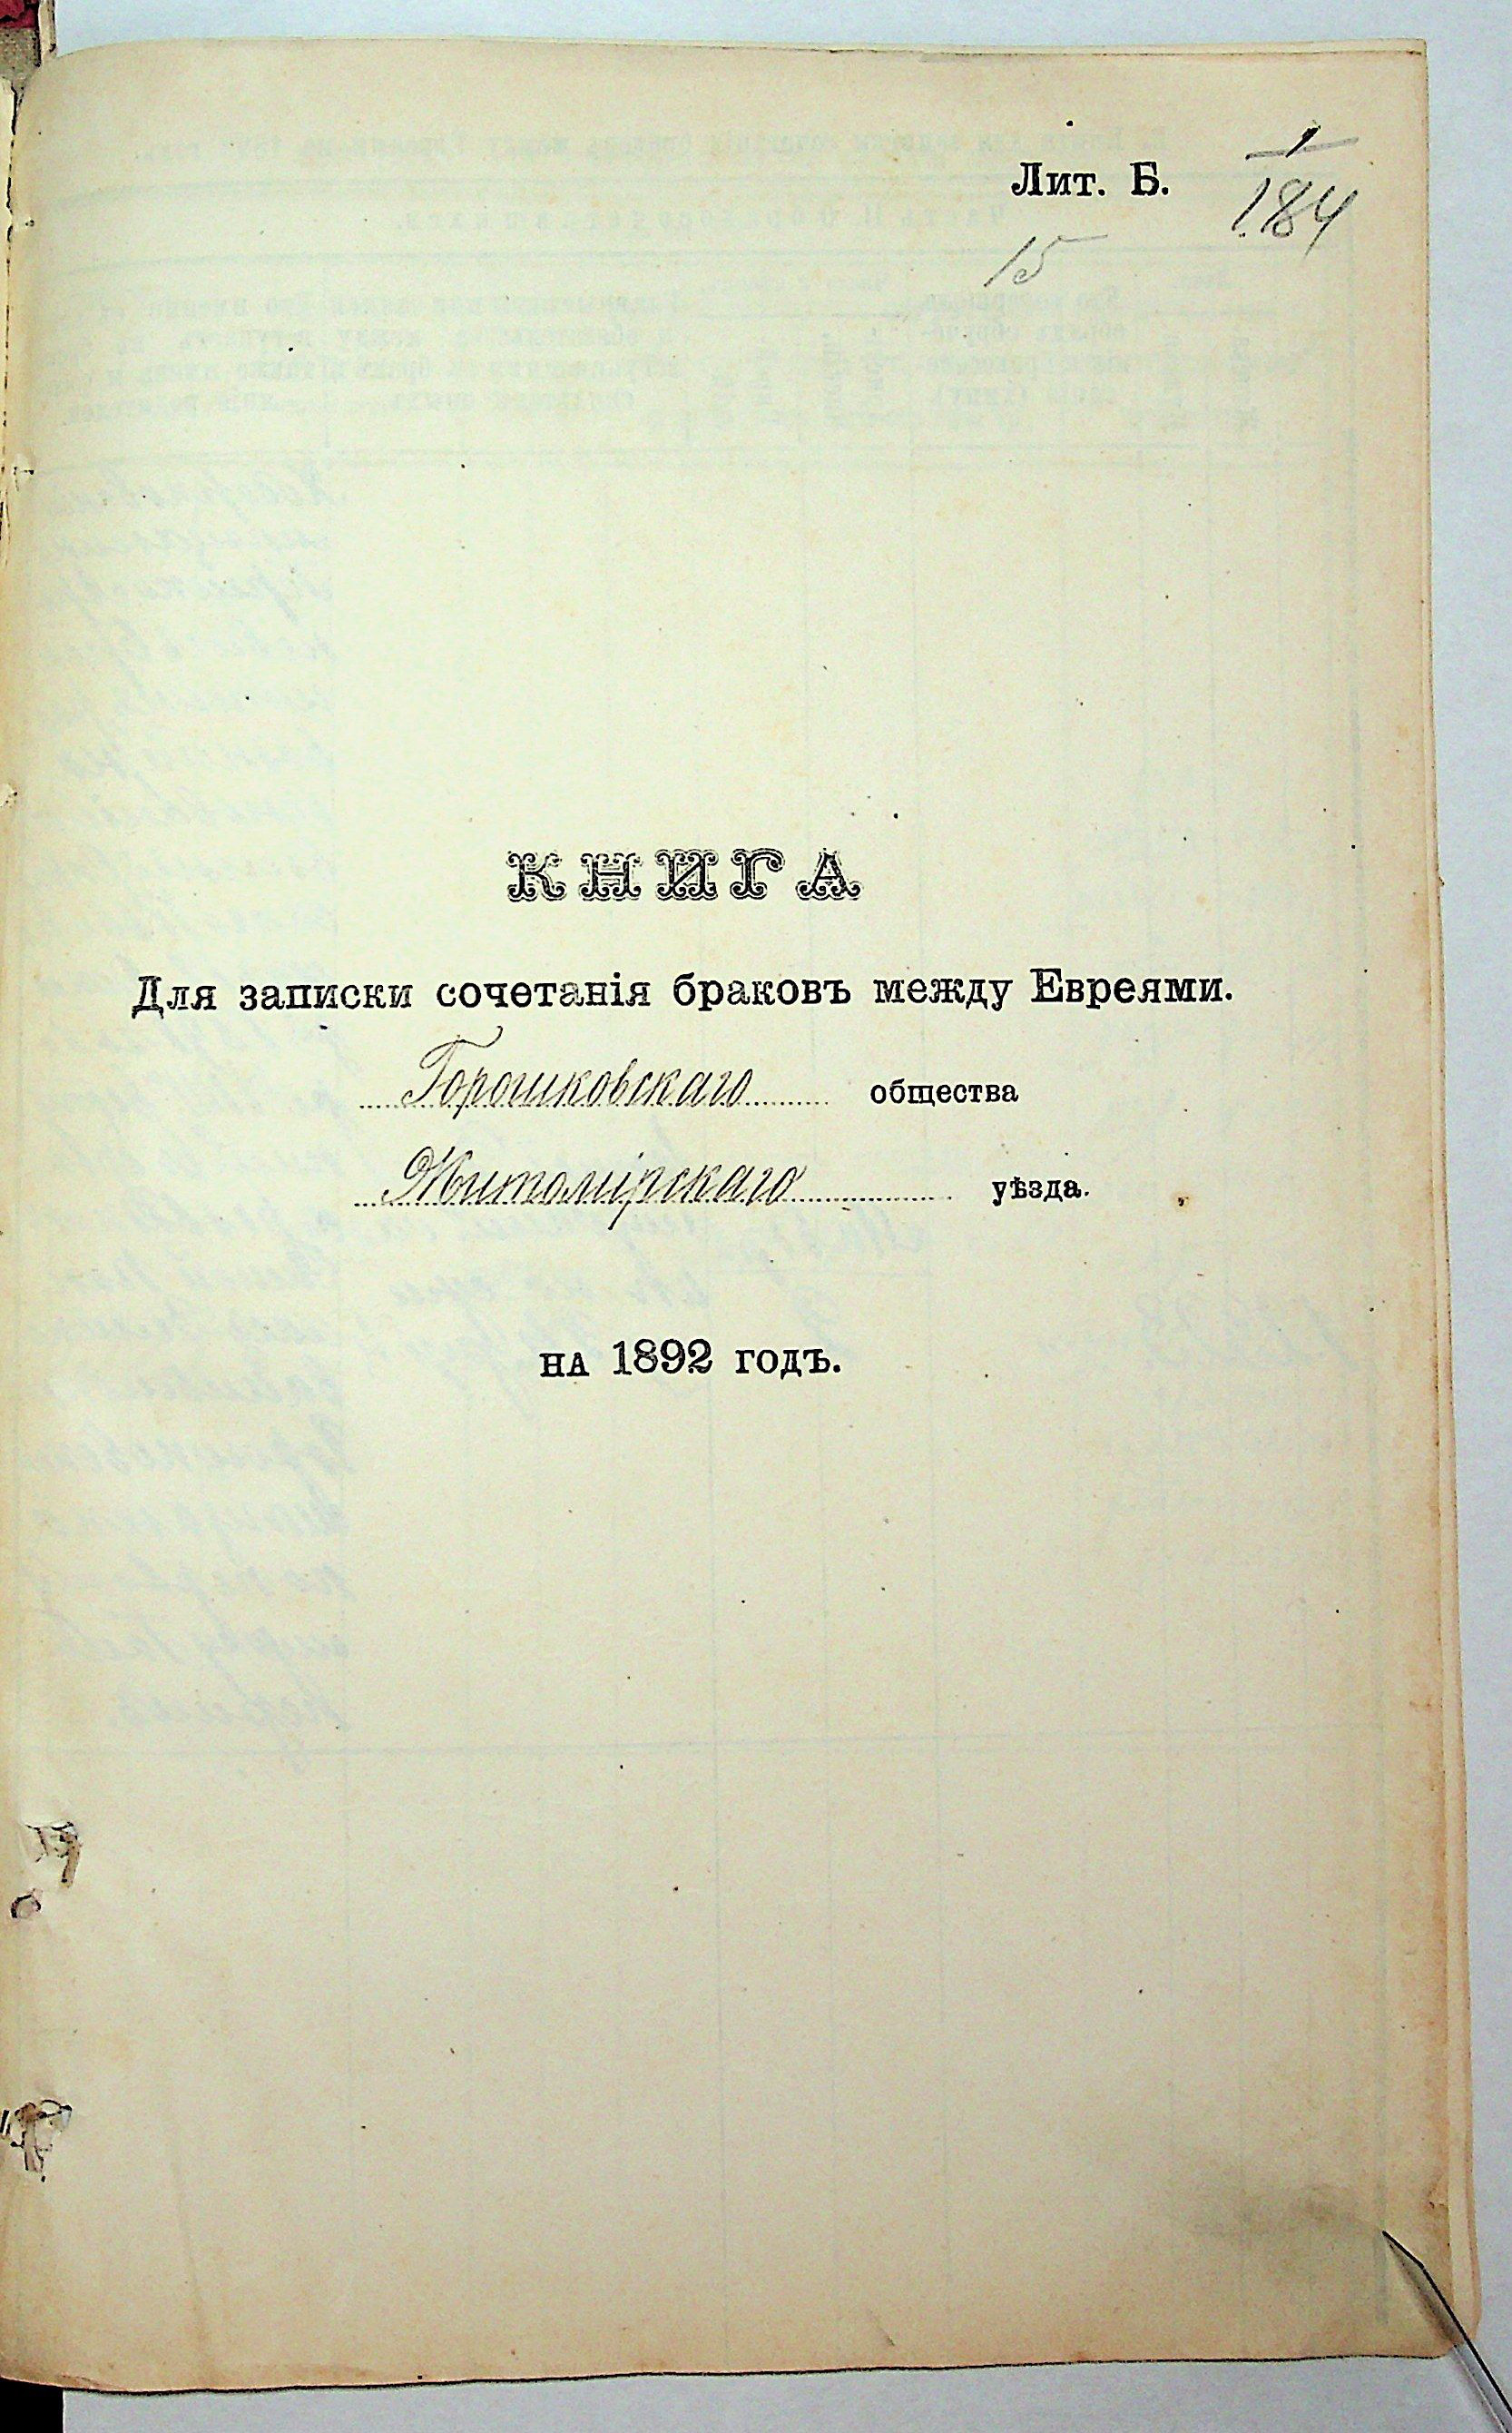 1
Лит. Б.
184
15
КНИГА
Для записки сочетанія браковъ между Евреями.
Горошковскаго общества
Житомірскаго уѣзда.
на 1892 годъ.